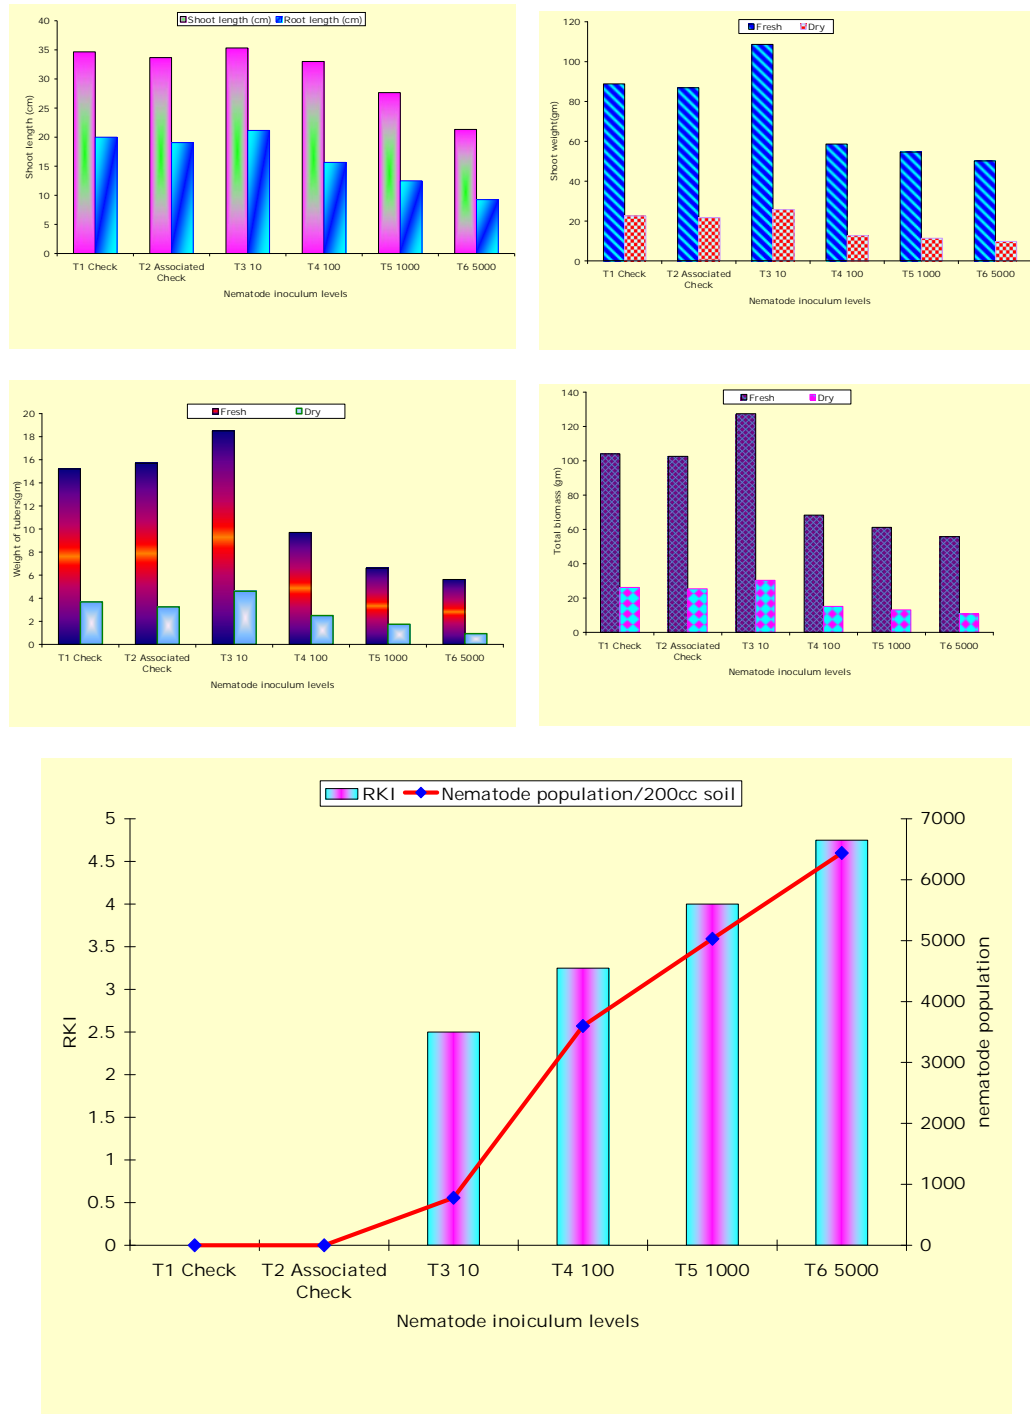 Shoot length (cm) Root length (cm)
40
35
30
25
20
15
10
5
0
Shoot length (cm)
T1 Check T2 Associated Check T3 10 T4 100 T5 1000 T6 5000
Nematode inoculum levels
Fresh Dry
120
100
80
60
40
20
0
Shoot weight(gm)
T1 Check T2 Associated Check T3 10 T4 100 T5 1000 T6 5000
Nematode inoculum levels
Fresh Dry
20
18
16
14
12
10
8
6
4
2
0
Weight of tubers(gm)
T1 Check T2 Associated Check T3 10 T4 100 T5 1000 T6 5000
Nematode inoculum levels
Fresh Dry
140
120
100
80
60
40
20
0
Total biomass (gm)
T1 Check T2 Associated Check T3 10 T4 100 T5 1000 T6 5000
Nematode inoculum levels
RKI Nematode population/200cc soil
5
4.5
4
3.5
3
2.5
2
1.5
1
0.5
0
RKI
7000
6000
5000
4000
3000
2000
1000
0
nematode population
T1 Check T2 Associated Check T3 10 T4 100 T5 1000 T6 5000
Nematode inoiculum levels